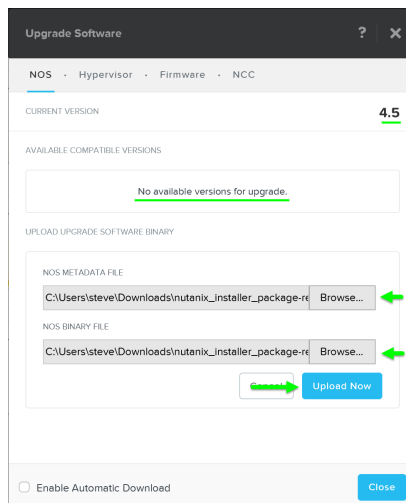 Upgrade Software ? ×
NOS · Hypervisor · Firmware · NCC
CURRENT VERSION 4.5
AVAILABLE COMPATIBLE VERSIONS
No available versions for upgrade.
UPLOAD UPGRADE SOFTWARE BINARY
NOS METADATA FILE
C:\Users\steve\Downloads\nutanix_installer_package-re Browse...
NOS BINARY FILE
C:\Users\steve\Downloads\nutanix_installer_package-re Browse...
Cancel Upload Now
Enable Automatic Download Close